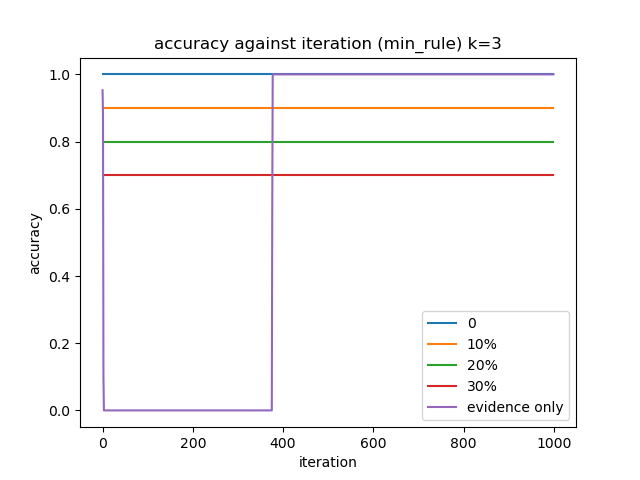 accuracy against iteration (min_rule) k=3
1.0
0.8
0.6
0.4
0.2
0.0
accuracy
0
10%
20%
30%
evidence only
0 200 400 600 800 1000
iteration